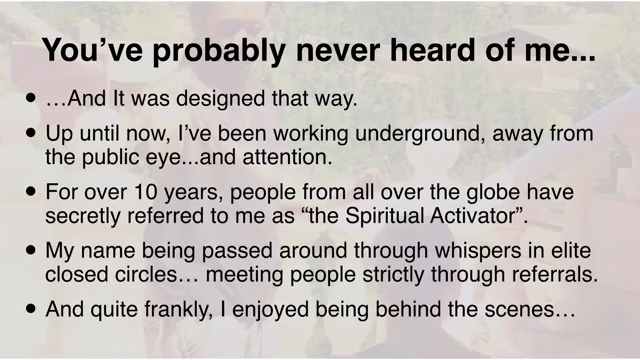 You've probably never heard of me...
• …And It was designed that way.
• Up until now, I've been working underground, away from
the public eye...and attention.
• For over 10 years, people from all over the globe have
secretly referred to me as “the Spiritual Activator”.
• My name being passed around through whispers in elite
closed circles… meeting people strictly through referrals.
• And quite frankly, I enjoyed being behind the scenes…